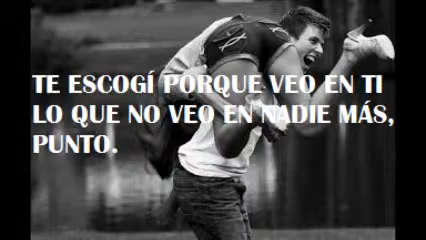 TE ESCOGÍ PORQUE VEO EN TI
LO QUE NO VEO EN NADIE MÁS,
PUNTO.